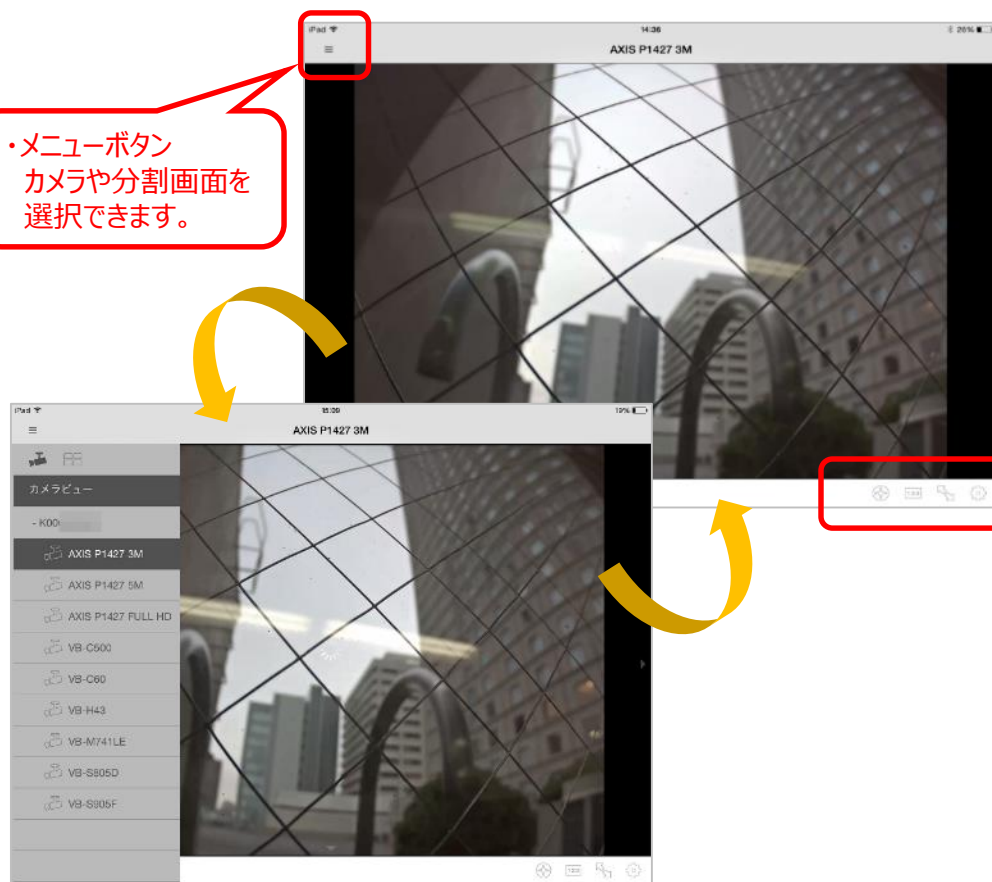 iPad
14:36
26%
AXIS P1427 3M
・メニューボタン
カメラや分割画面を
選択できます。
iPad
15:09
19%
AXIS P1427 3M
カメラビュー
- K00
AXIS P1427 3M
AXIS P1427 5M
AXIS P1427 FULL HD
VB-C500
VB-C60
VB-H43
VB-M741LE
VB-S805D
VB-S905F